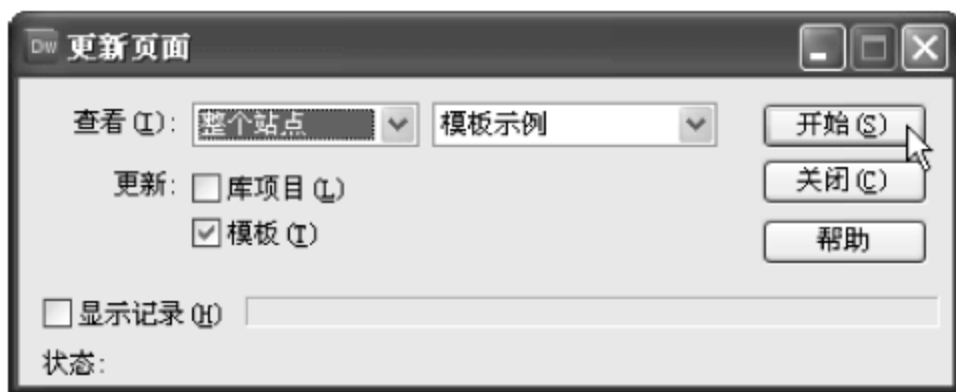 Dw 更新页面
查看(I): 整个站点 模板示例 开始(S)
更新: 库项目(L) 关闭(C)
模板(T) 帮助
显示记录(H)
状态: